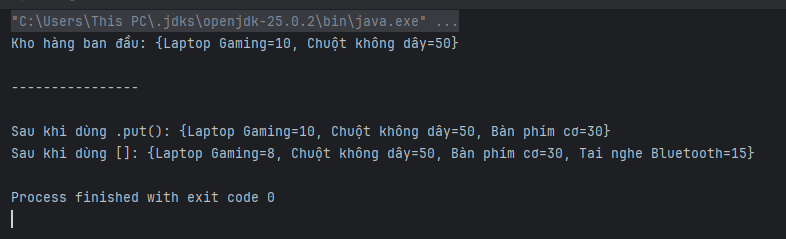 "C:\Users\This PC\.jdks\openjdk-25.0.2\bin\java.exe" ...
Kho hàng ban đầu: {Laptop Gaming=10, Chuột không dây=50}
----------------
Sau khi dùng .put(): {Laptop Gaming=10, Chuột không dây=50, Bàn phím cơ=30}
Sau khi dùng []: {Laptop Gaming=8, Chuột không dây=50, Bàn phím cơ=30, Tai nghe Bluetooth=15}
Process finished with exit code 0